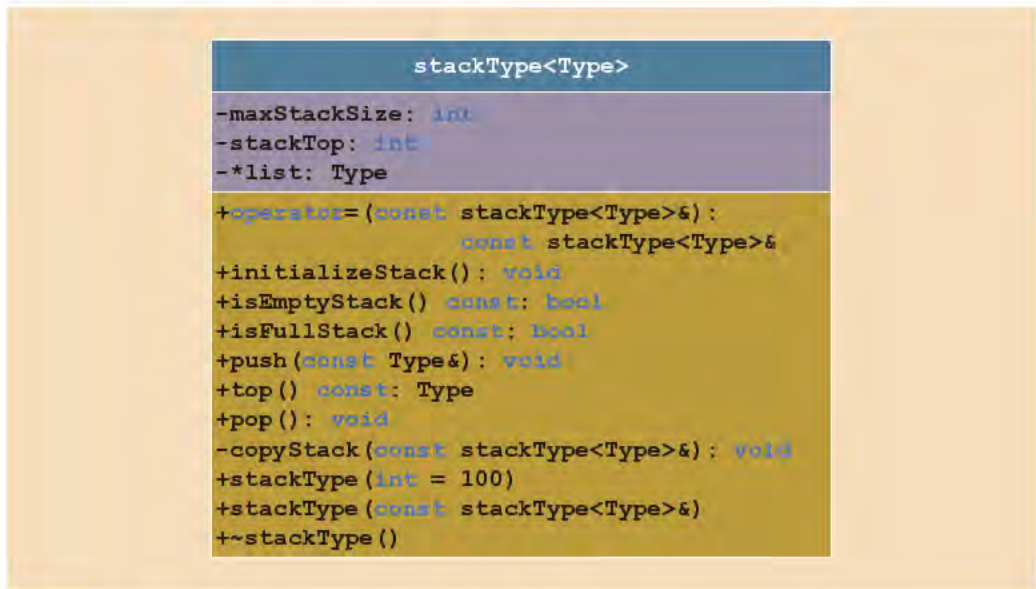 stackType<Type>
-maxStackSize: int
-stackTop: int
-*list: Type
+operator=(const stackType<Type>&):
const stackType<Type>&
+initializeStack(): void
+isEmptyStack() const: bool
+isFullStack() const: bool
+push(const Type&): void
+top() const: Type
+pop(): void
-copyStack(const stackType<Type>&): void
+stackType(int = 100)
+stackType(const stackType<Type>&)
+~stackType()